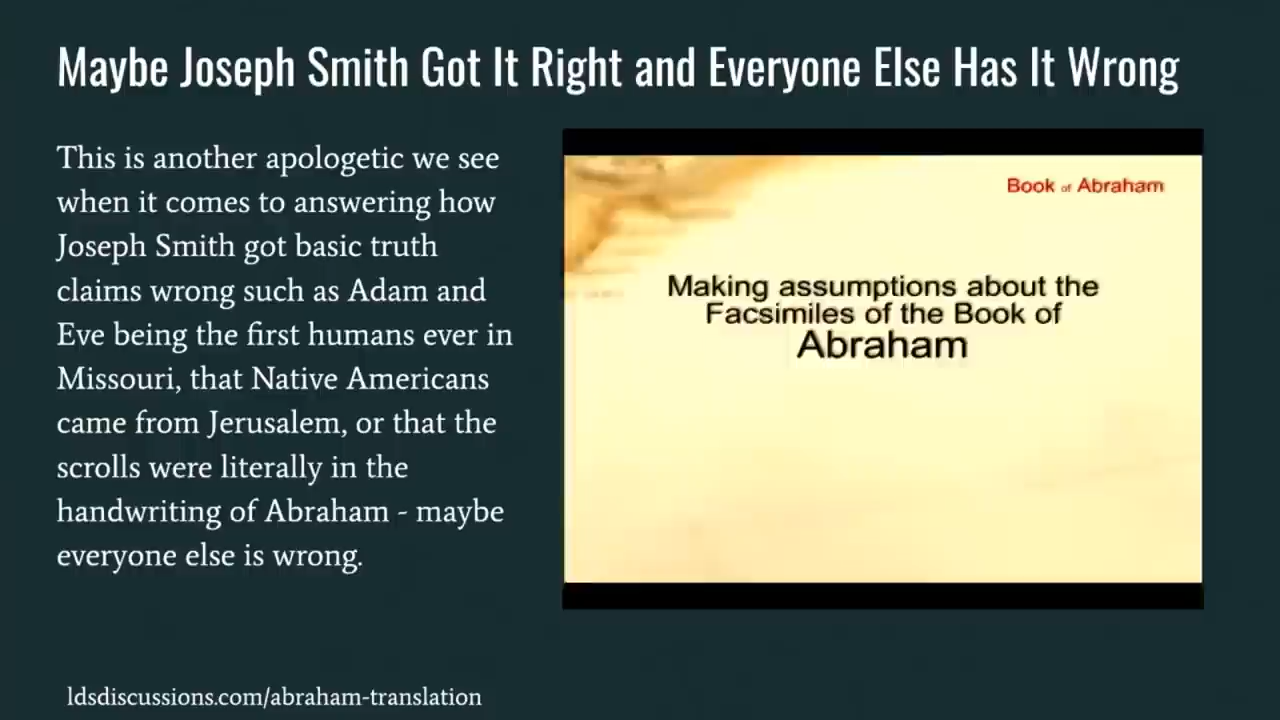 Maybe Joseph Smith Got It Right and Everyone Else Has It Wrong
This is another apologetic we see
when it comes to answering how
Joseph Smith got basic truth
claims wrong such as Adam and
Eve being the first humans ever in
Missouri, that Native Americans
came from Jerusalem, or that the
scrolls were literally in the
handwriting of Abraham - maybe
everyone else is wrong.
Book of Abraham
Making assumptions about the
Facsimiles of the Book of
Abraham
ldsdiscussions.com/abraham-translation